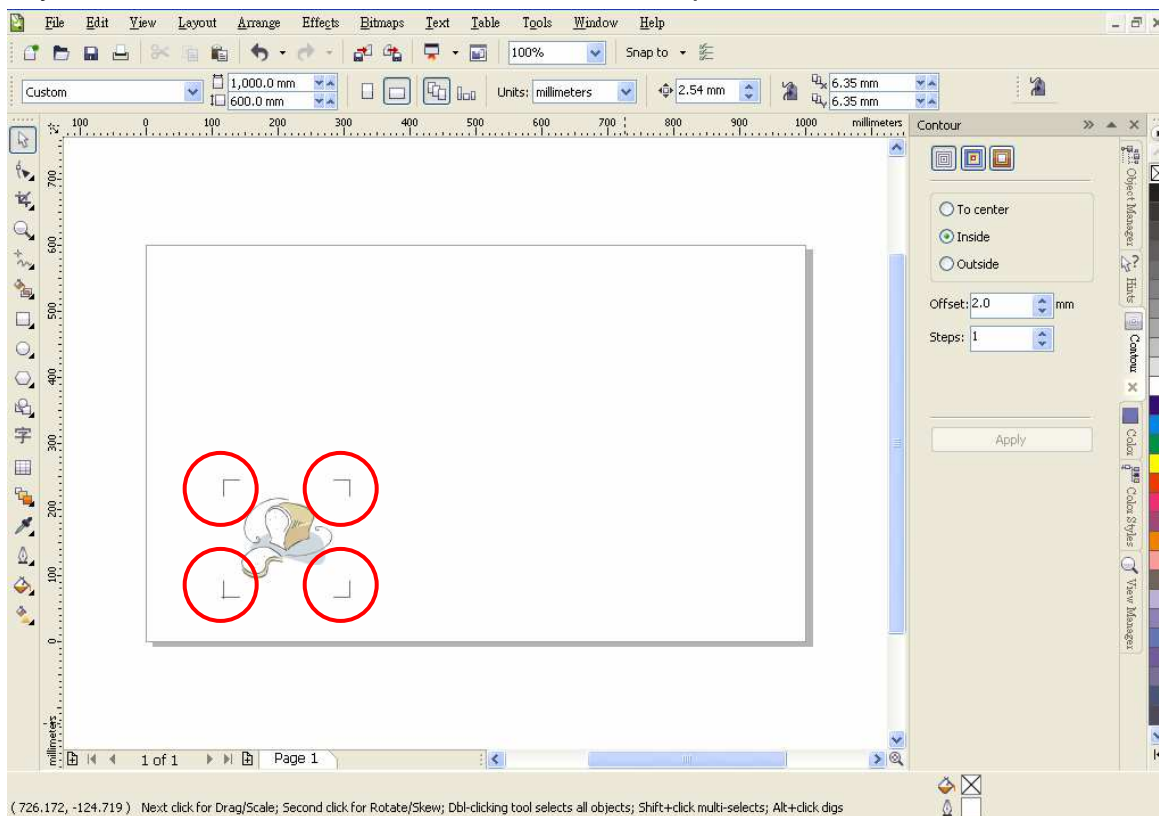 File Edit View Layout Arrange Effects Bitmaps Text Table Tools Window Help
100% Snap to
Custom 1,000.0 mm 600.0 mm Units: millimeters 2.54 mm 6.35 mm 6.35 mm
100 0 100 200 300 400 500 600 700 800 900 1000 millimeters
700
600
500
400
300
200
100
0
millimeters
字
Contour
To center
Inside
Outside
Offset: 2.0 mm
Steps: 1
Apply
Object Manager
Hints
Contour
Color
Color Styles
View Manager
1 of 1 Page 1
( 726.172, -124.719 ) Next click for Drag/Scale; Second click for Rotate/Skew; Dbl-clicking tool selects all objects; Shift+click multi-selects; Alt+click digs